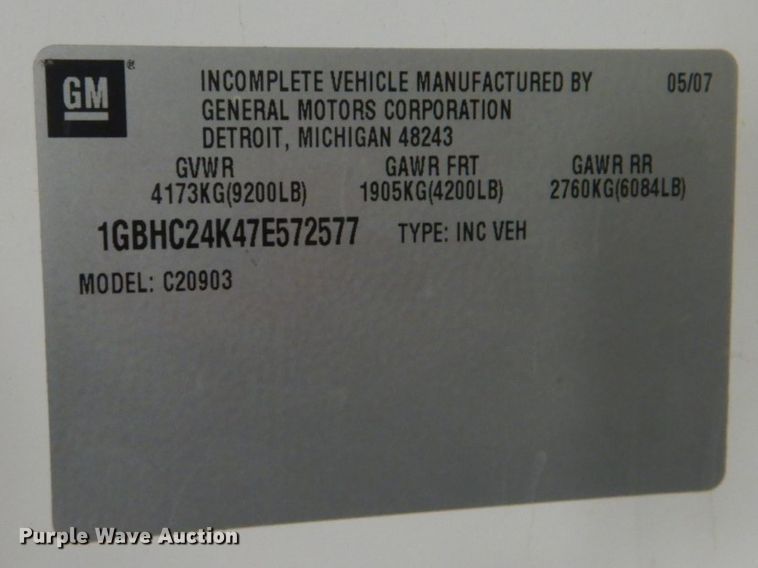 GM®
INCOMPLETE VEHICLE MANUFACTURED BY 05/07
GENERAL MOTORS CORPORATION
DETROIT, MICHIGAN 48243
GVWR GAWR FRT GAWR RR
4173KG(9200LB) 1905KG(4200LB) 2760KG(6084LB)
1GBHC24K47E572577 TYPE: INC VEH
MODEL: C20903
Purple Wave Auction